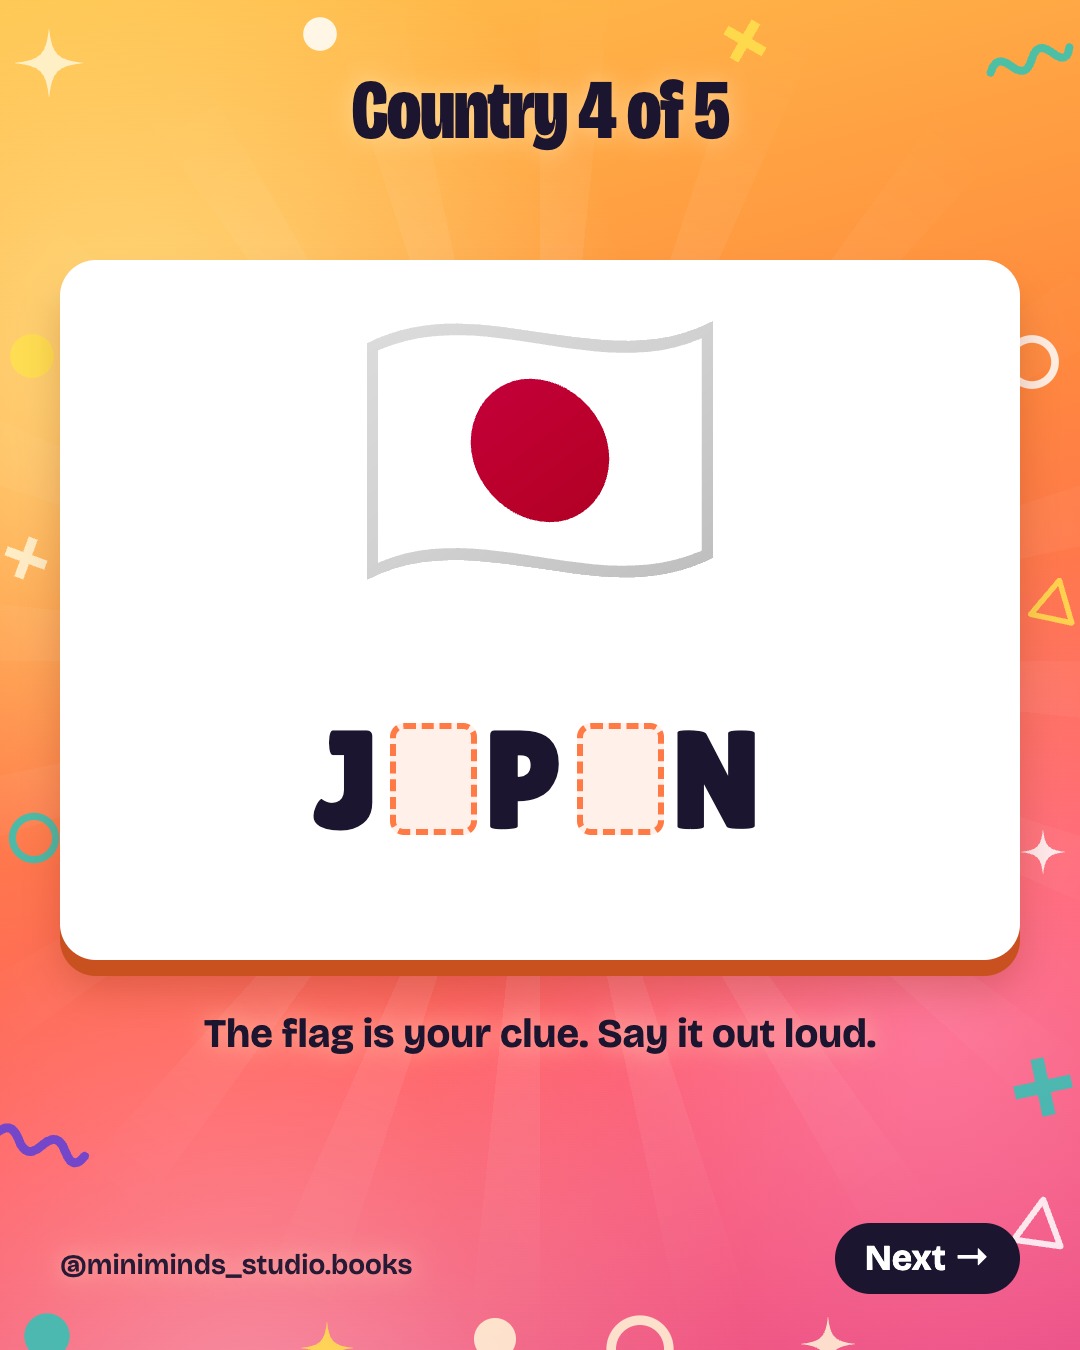 Country 4 of 5
J P N
The flag is your clue. Say it out loud.
@miniminds_studio.books
Next →